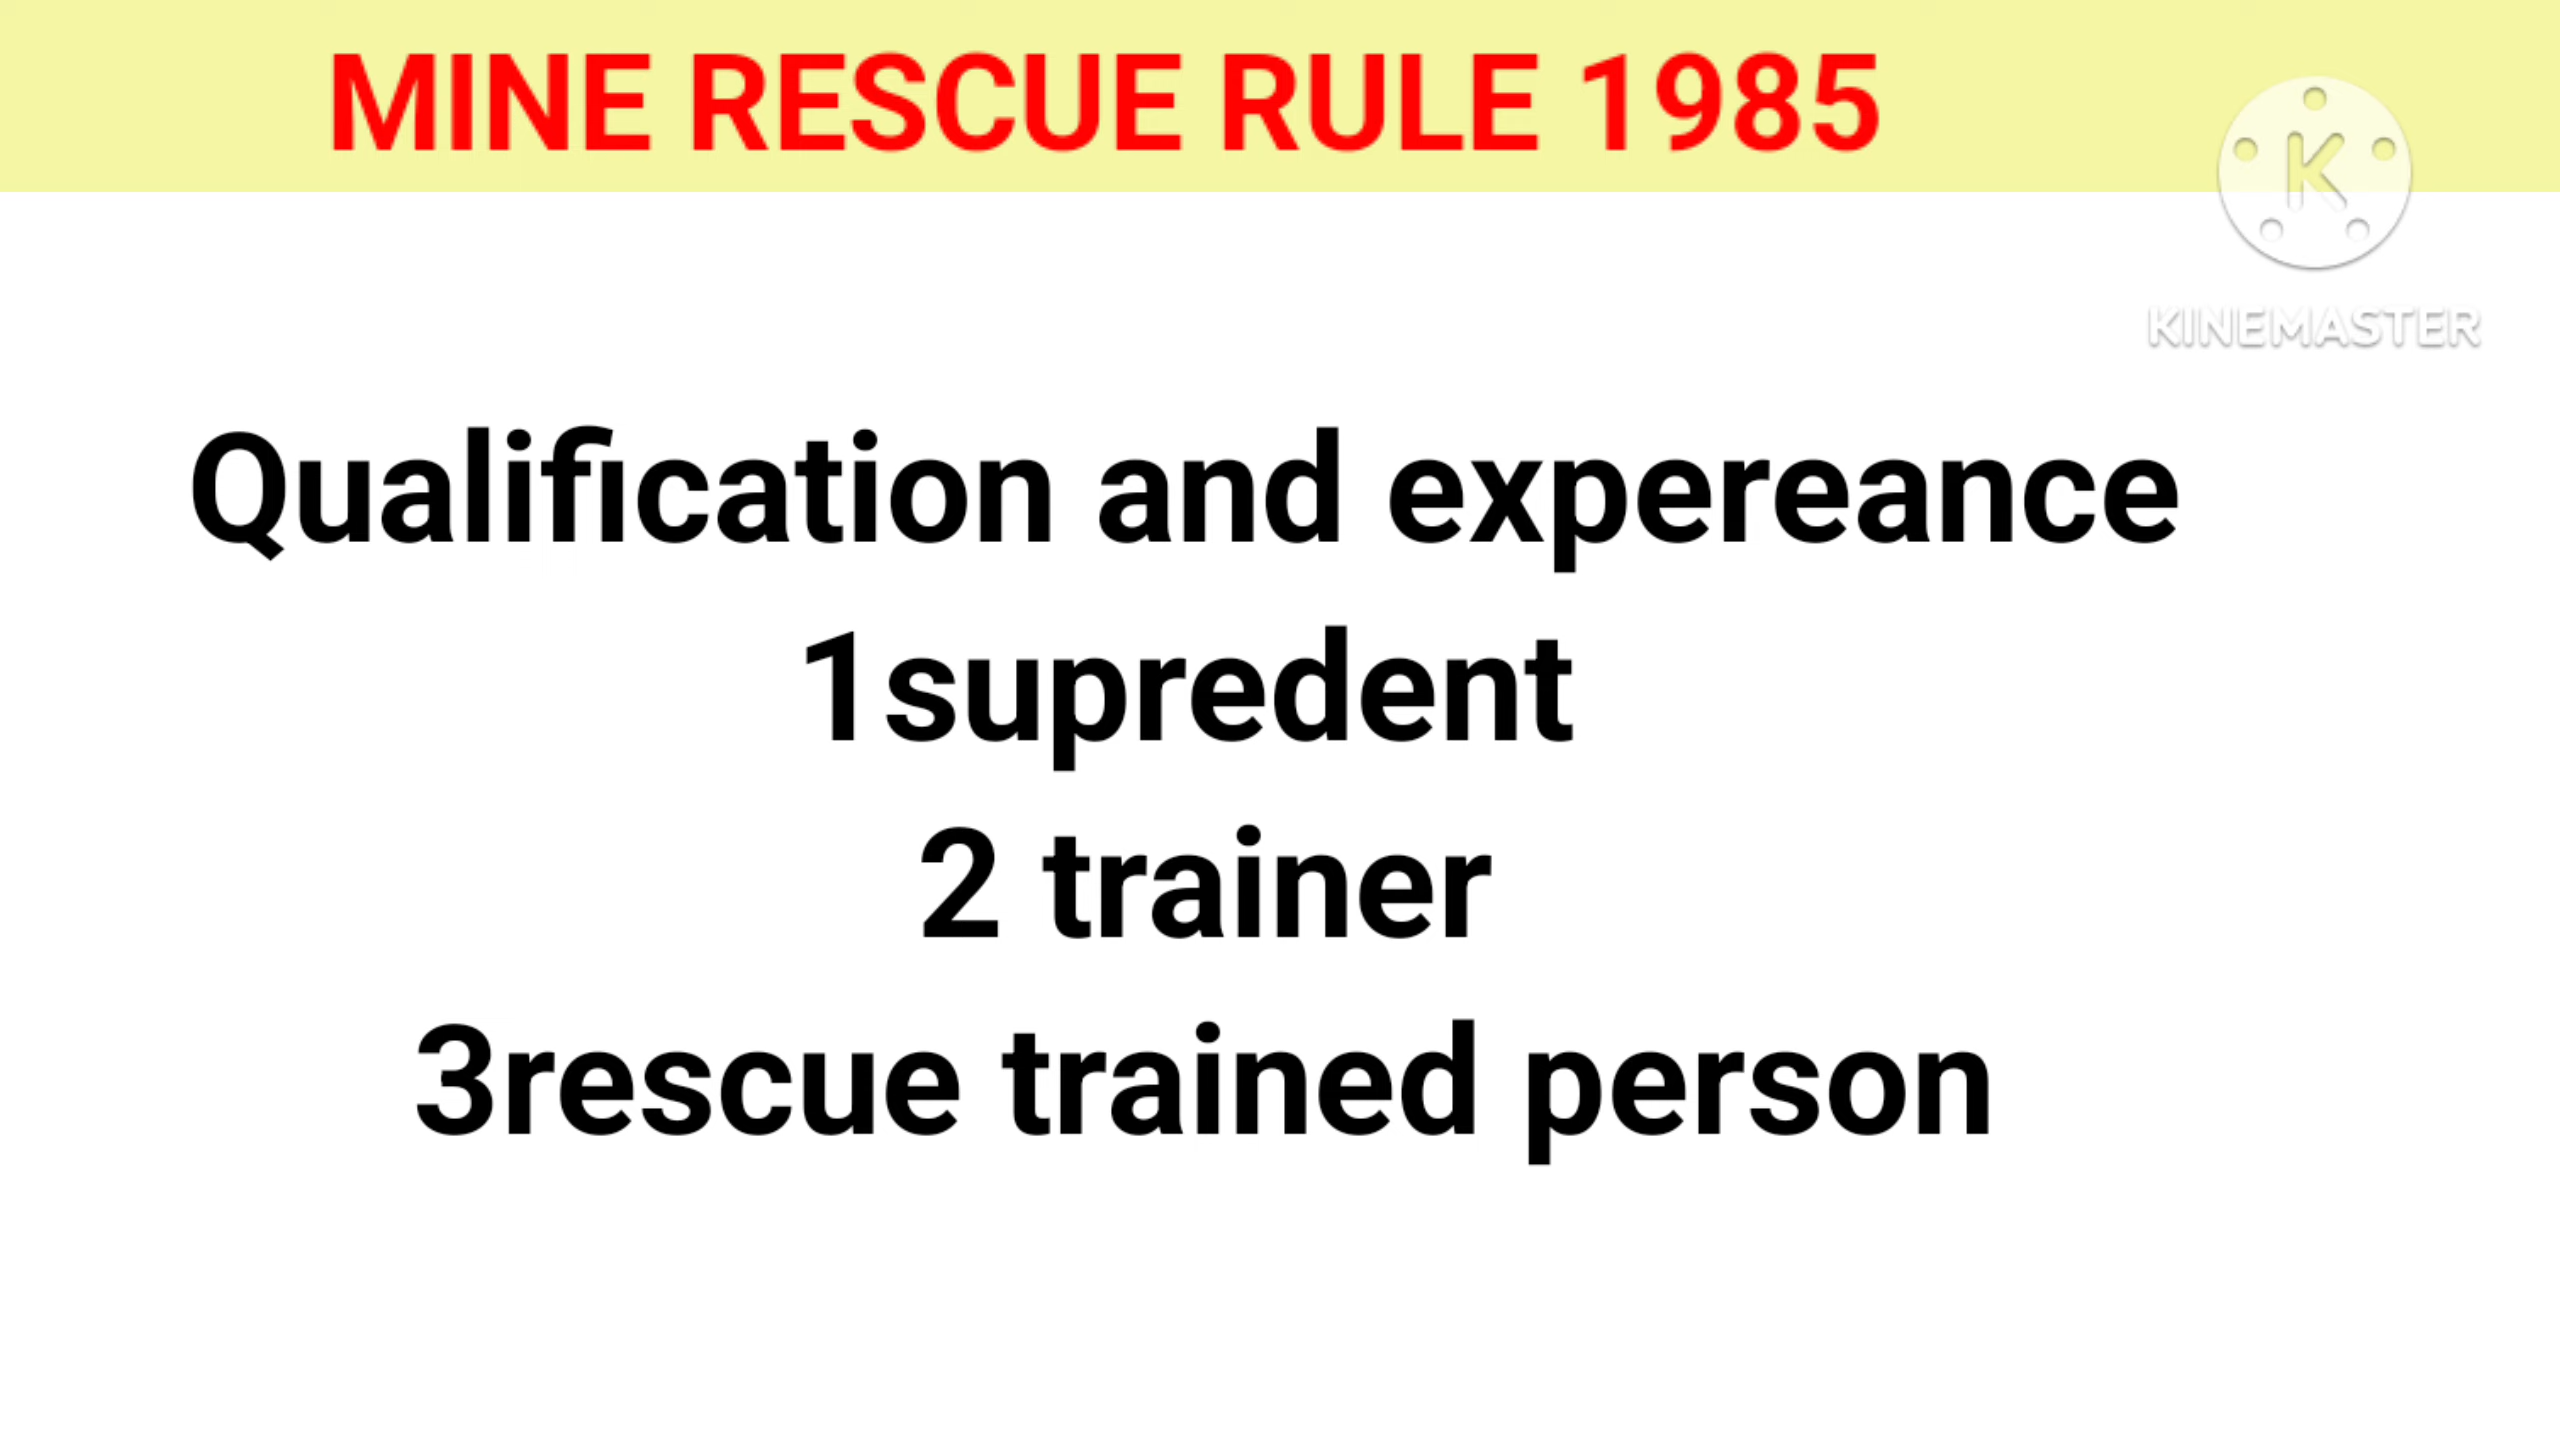 MINE RESCUE RULE 1985
K
KINEMASTER
Qualification and expereance
1supredent
2 trainer
3rescue trained person